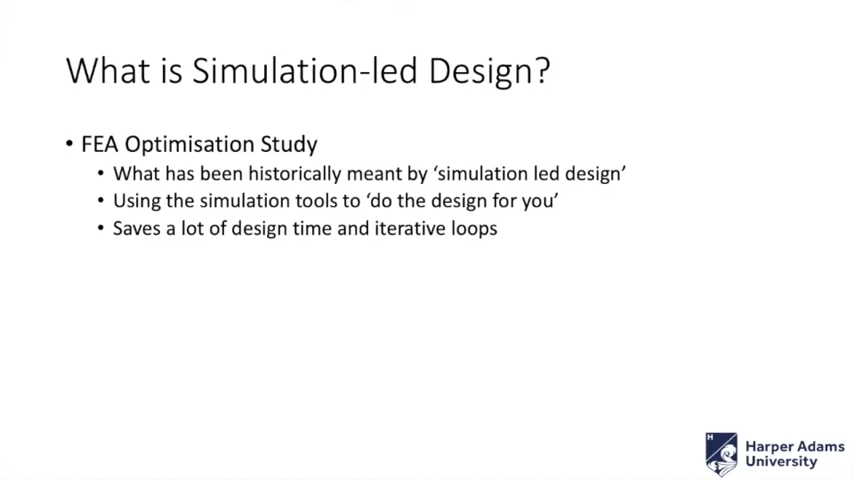 What is Simulation-led Design?
• FEA Optimisation Study
• What has been historically meant by ‘simulation led design’
• Using the simulation tools to ‘do the design for you’
• Saves a lot of design time and iterative loops
H
Harper Adams
University